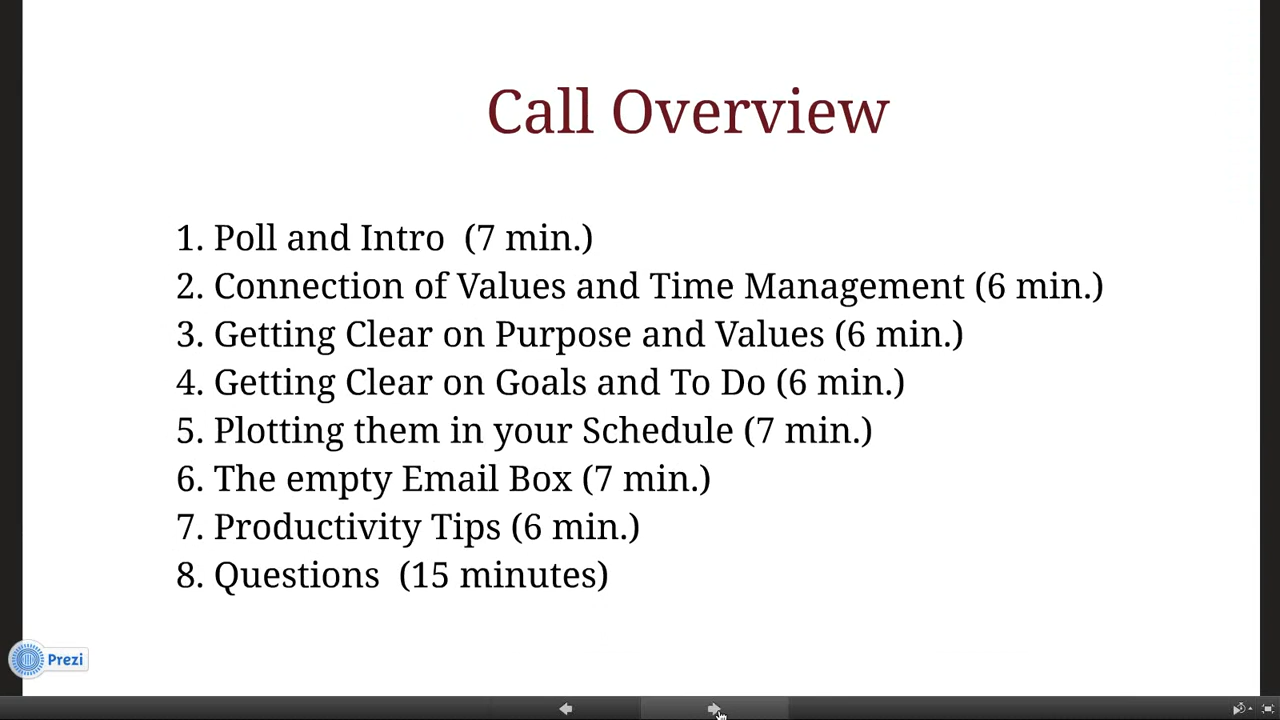 Call Overview
1. Poll and Intro  (7 min.)
2. Connection of Values and Time Management (6 min.)
3. Getting Clear on Purpose and Values (6 min.)
4. Getting Clear on Goals and To Do (6 min.)
5. Plotting them in your Schedule (7 min.)
6. The empty Email Box (7 min.)
7. Productivity Tips (6 min.)
8. Questions  (15 minutes)
Prezi